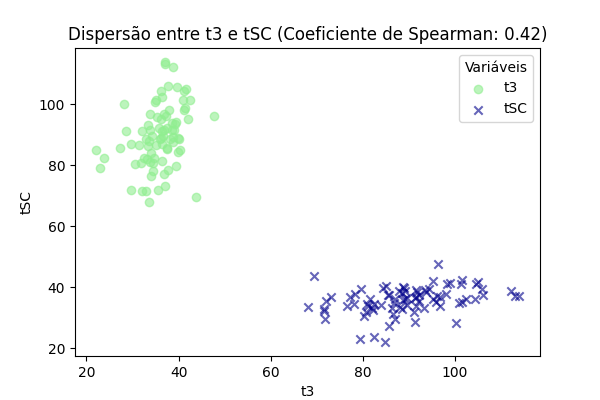 Dispersão entre t3 e tSC (Coeficiente de Spearman: 0.42)
Variáveis
t3
tSC
100
80
60
40
20
tSC
20 40 60 80 100
t3